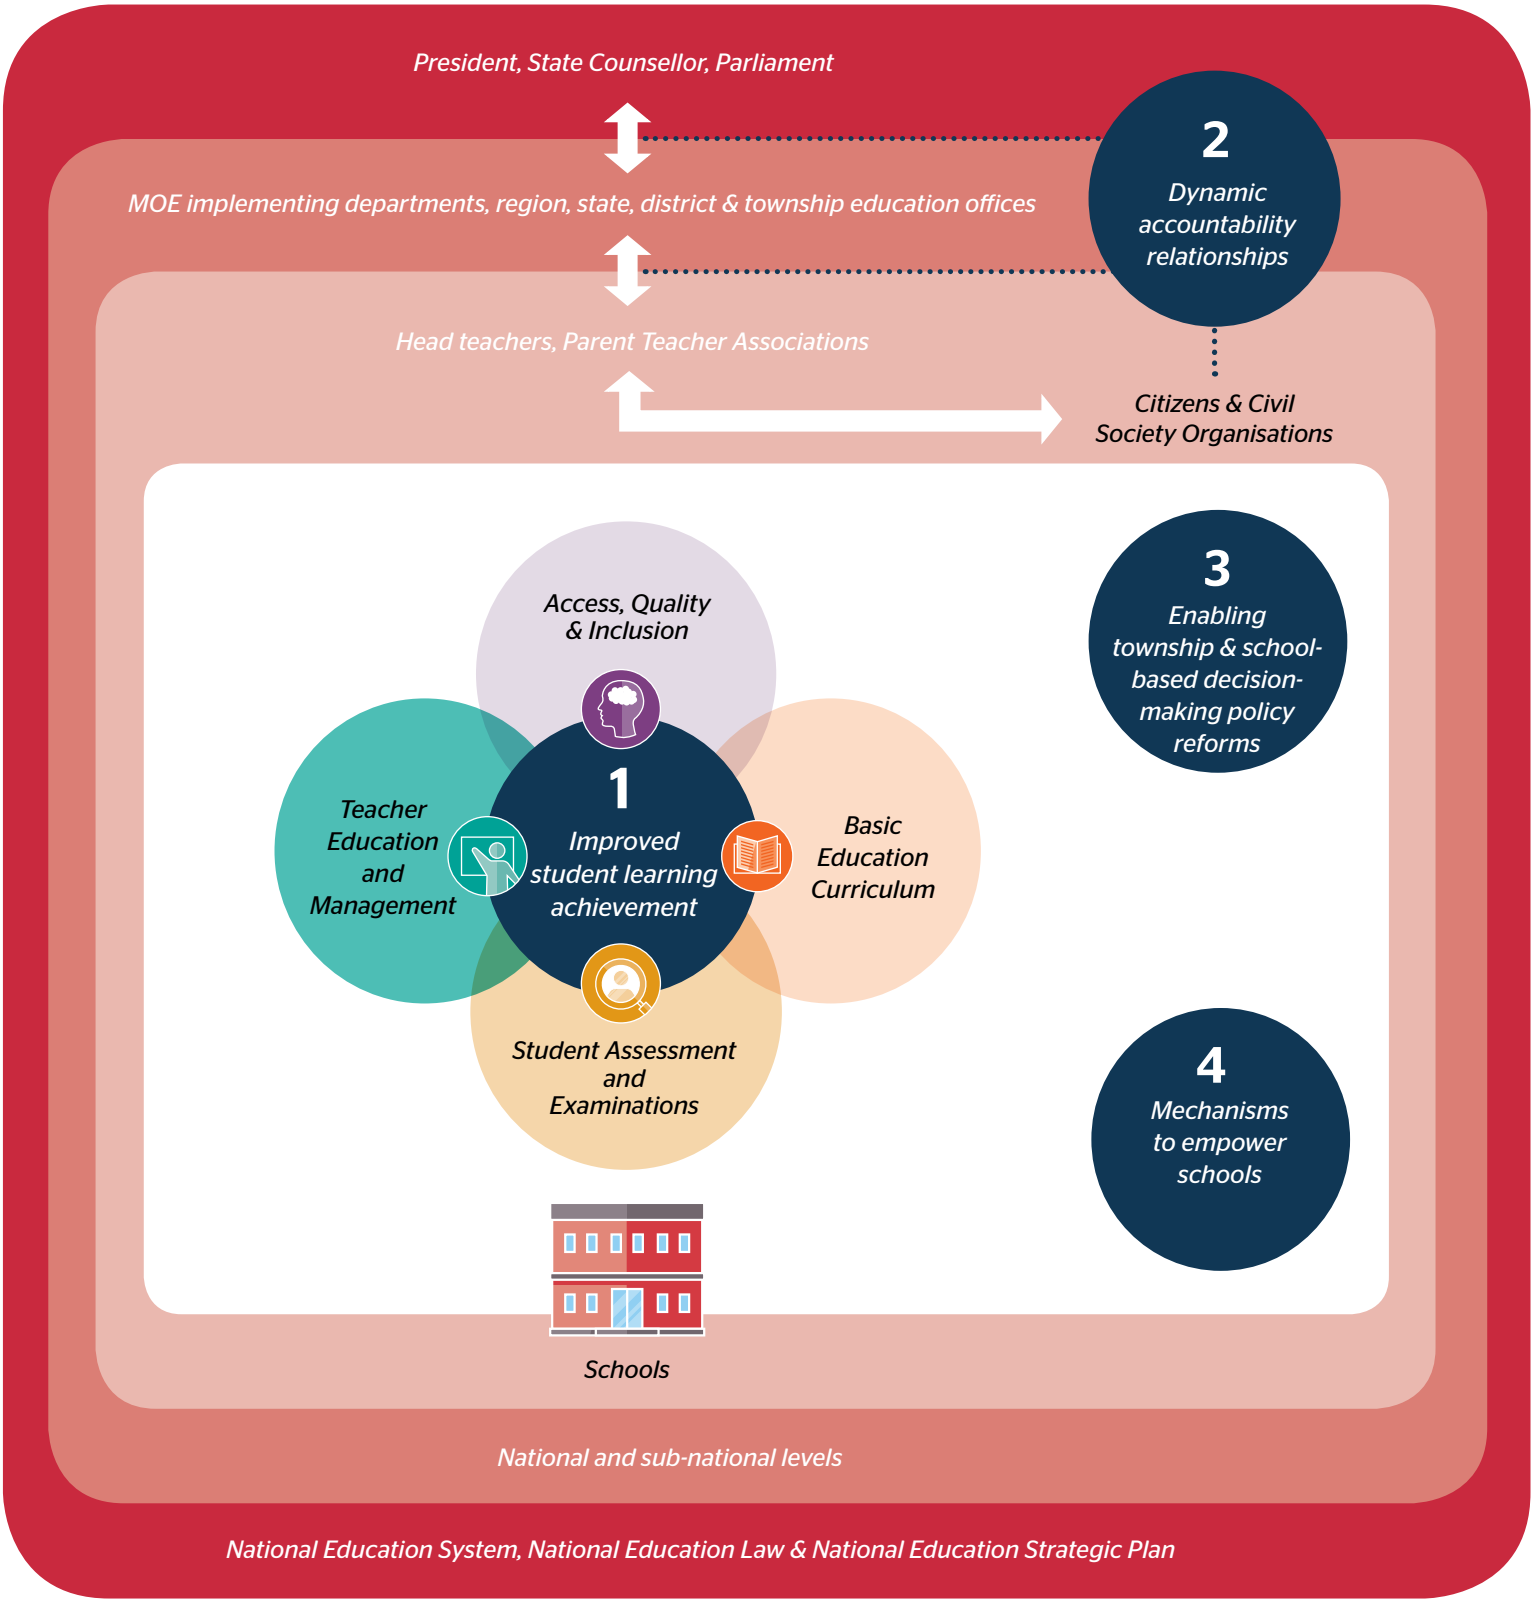 President, State Counsellor, Parliament
2
Dynamic
accountability
relationships
MOE implementing departments, region, state, district & township education offices
Head teachers, Parent Teacher Associations
Citizens & Civil
Society Organisations
Access, Quality
& Inclusion
Teacher
Education
and
Management
1
Improved
student learning
achievement
Basic
Education
Curriculum
Student Assessment
and
Examinations
3
Enabling
township & school-
based decision-
making policy
reforms
4
Mechanisms
to empower
schools
Schools
National and sub-national levels
National Education System, National Education Law & National Education Strategic Plan